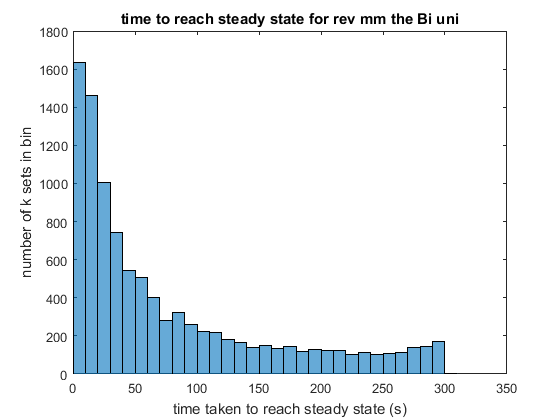 time to reach steady state for rev mm the Bi uni
1800
1600
1400
1200
1000
800
600
400
200
0
number of k sets in bin
0 50 100 150 200 250 300 350
time taken to reach steady state (s)